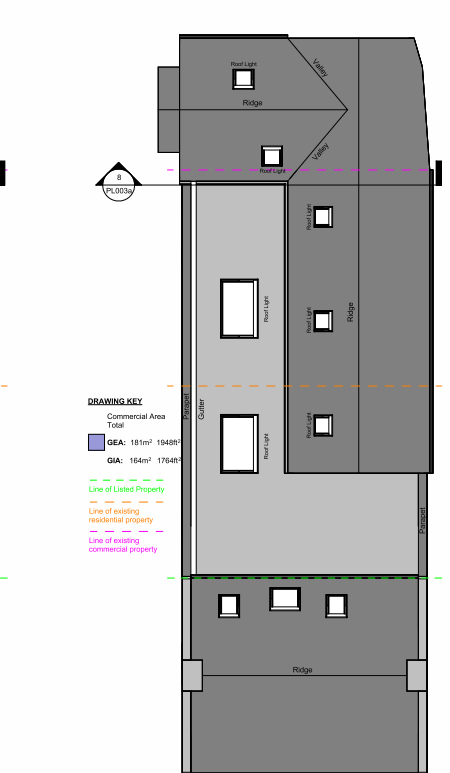 Roof Light
Valley
Ridge
Valley
Roof Light
8
PL003a
Roof Light
Roof Light
Roof Light
Ridge
Roof Light
Parapet
Gutter
Roof Light
Roof Light
DRAWING KEY
Commercial Area
Total
GEA: 181m² 1948ft²
GIA: 164m² 1764ft²
Line of Listed Property
Line of existing
residential property
Line of existing
commercial property
Parapet
Ridge